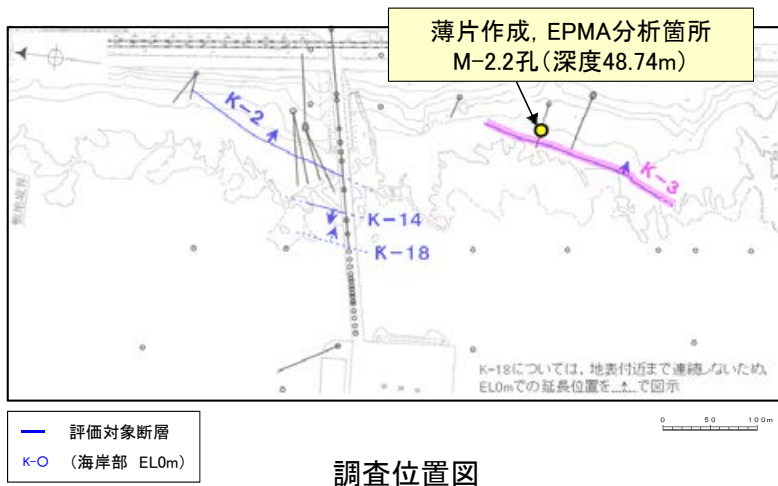 薄片作成, EPMA分析箇所
M-2.2孔(深度48.74m)
K-2
K-3
K-14
K-18
K-18については、地表付近まで連続しないため、
EL0mでの延長位置を…↑…で図示
0 50 100m
評価対象断層
K-○ (海岸部 EL0m)
調査位置図